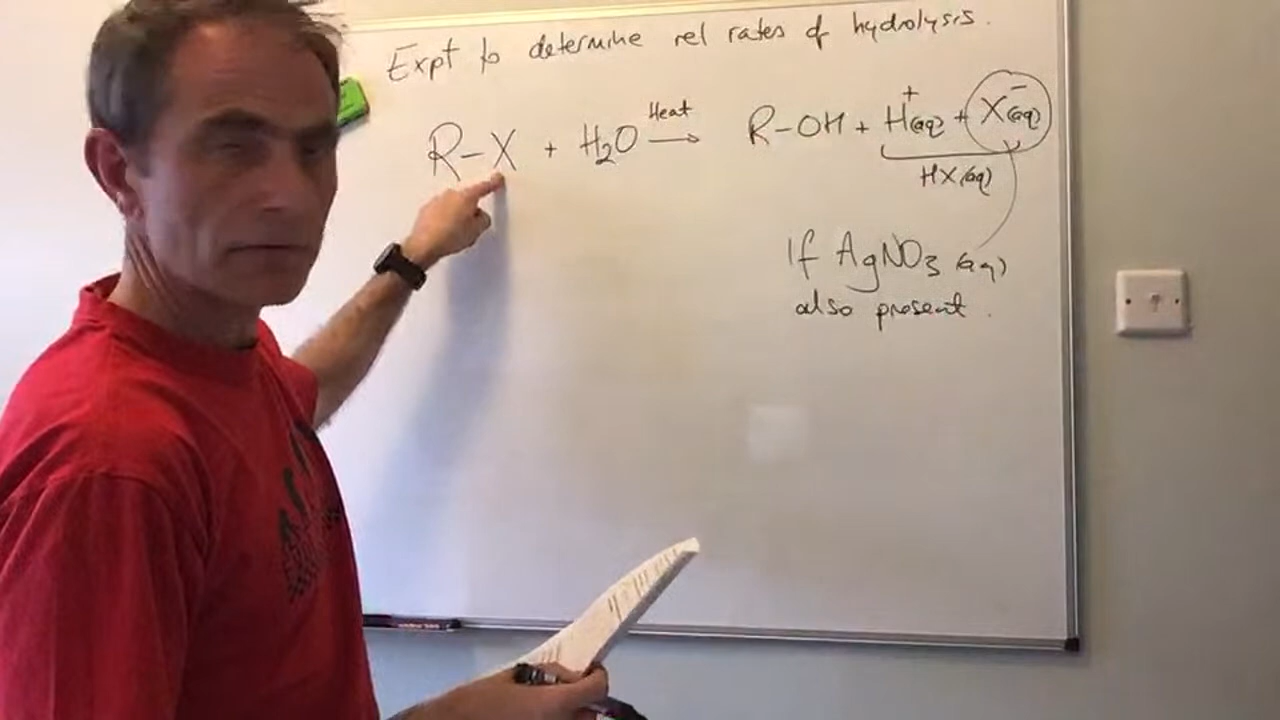 Expt to determine rel rates of hydrolysis.
R-X + H₂O Heat → R-OH + H⁺(aq) + X⁻(aq)
HX(aq)
If AgNO₃ (aq)
also present.